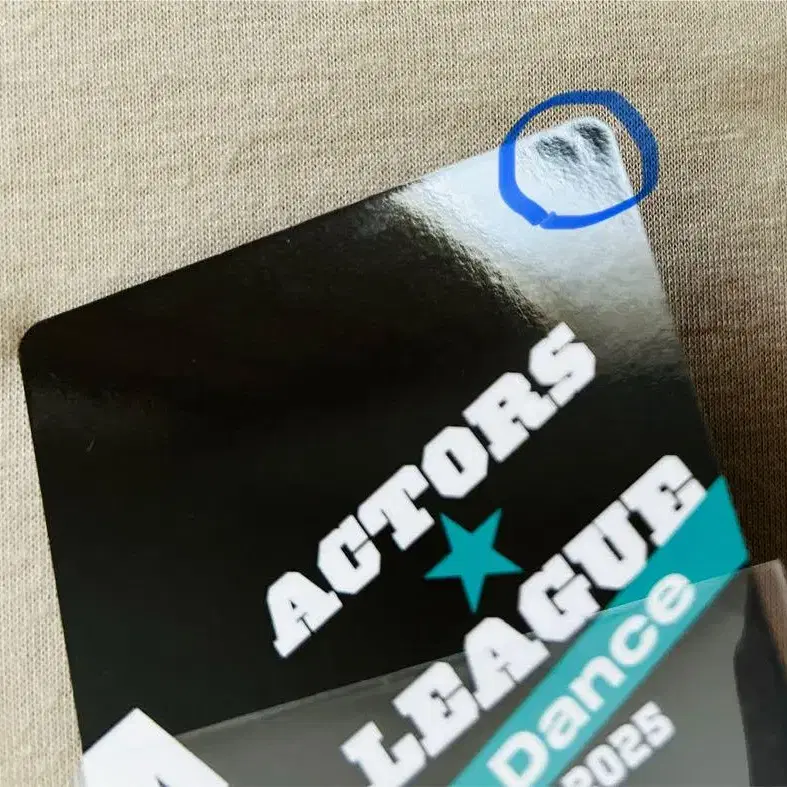 ACTORS
★
LEAGUE
Dance
2025
A